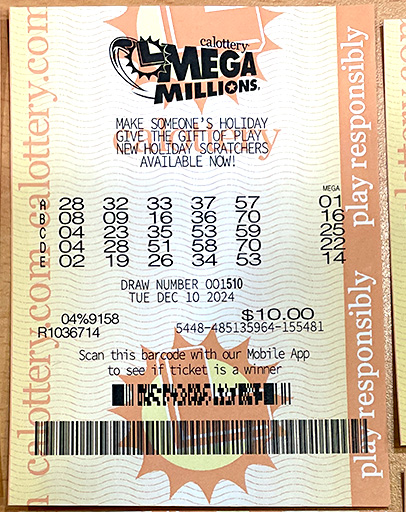 calottery
MEGA
MILLIONS
MAKE SOMEONE'S HOLIDAY
GIVE THE GIFT OF PLAY
NEW HOLIDAY SCRATCHERS
AVAILABLE NOW!
MEGA
A 28 32 33 37 57 01
B 08 09 16 36 70 16
C 04 23 35 53 59 25
D 04 28 51 58 70 22
E 02 19 26 34 53 14
DRAW NUMBER 001510
TUE DEC 10 2024
04%9158 $10.00
R1036714 5448-485135964-155481
Scan this barcode with our Mobile App
to see if ticket is a winner
calottery.com
calottery.com
play responsibly
play responsibly